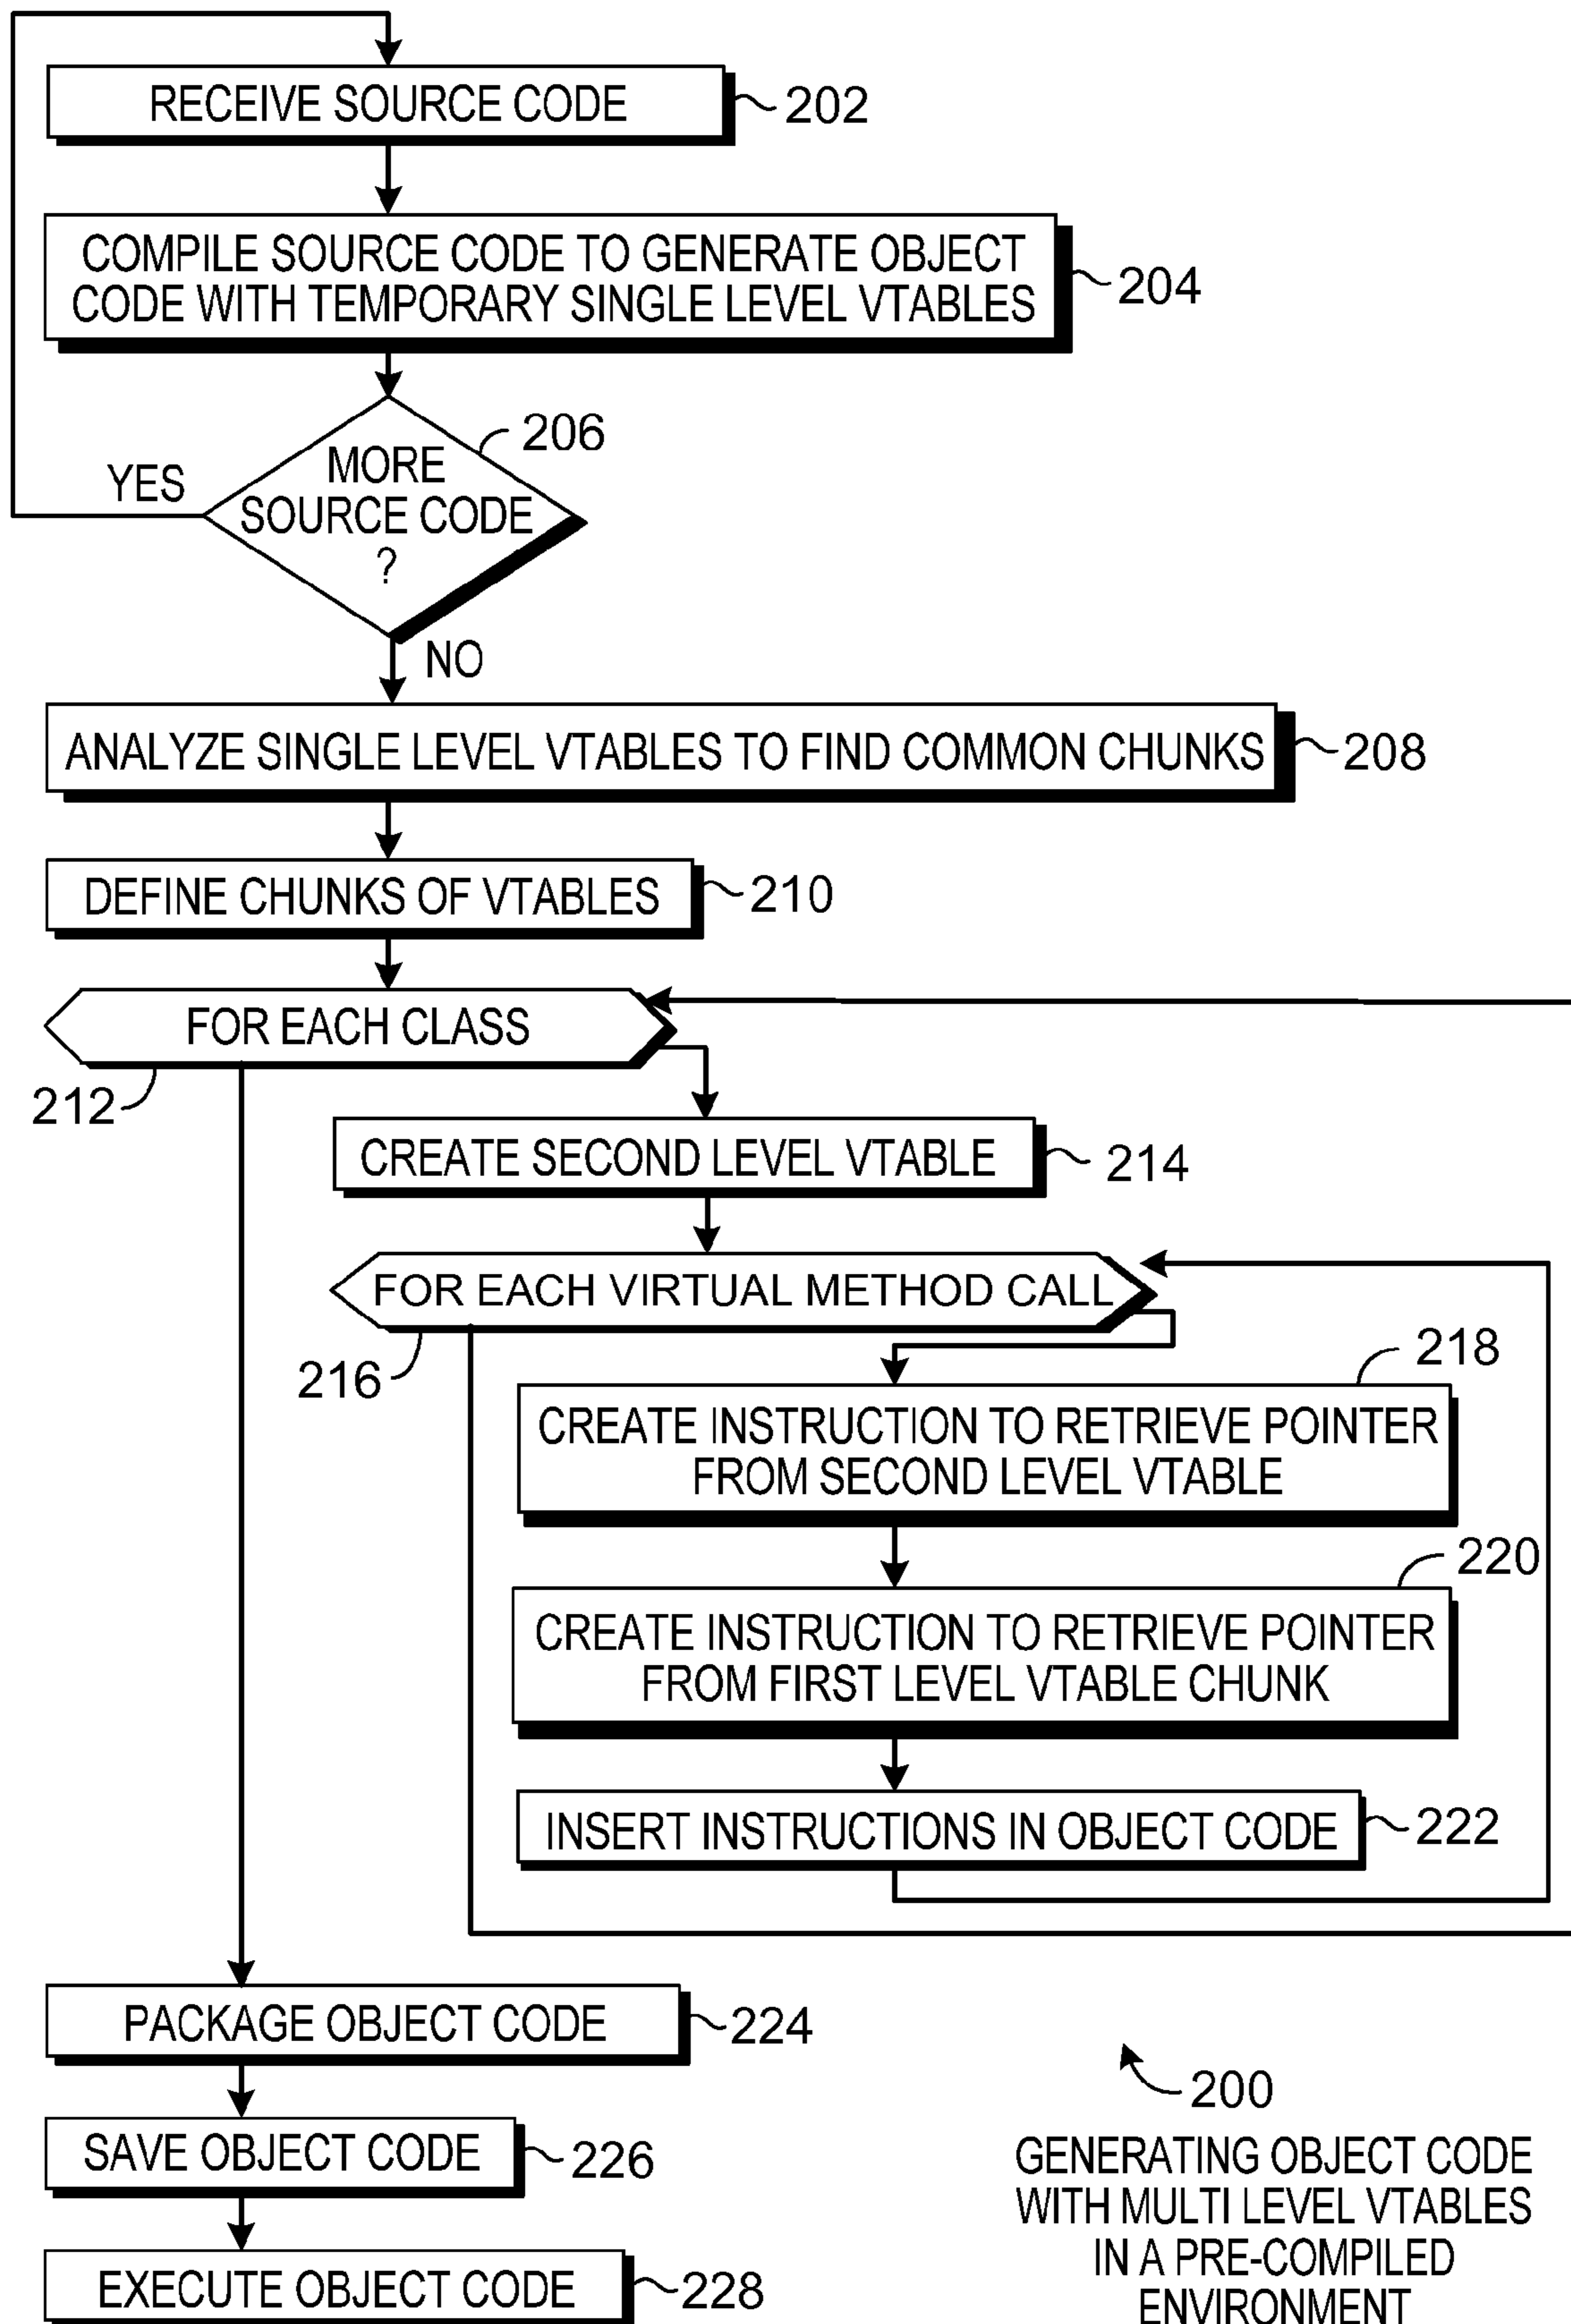 RECEIVE SOURCE CODE
202
COMPILE SOURCE CODE TO GENERATE OBJECT
CODE WITH TEMPORARY SINGLE LEVEL VTABLES
204
206
MORE
SOURCE CODE
?
YES
NO
ANALYZE SINGLE LEVEL VTABLES TO FIND COMMON CHUNKS
208
DEFINE CHUNKS OF VTABLES
210
FOR EACH CLASS
212
CREATE SECOND LEVEL VTABLE
214
FOR EACH VIRTUAL METHOD CALL
216
218
CREATE INSTRUCTION TO RETRIEVE POINTER
FROM SECOND LEVEL VTABLE
220
CREATE INSTRUCTION TO RETRIEVE POINTER
FROM FIRST LEVEL VTABLE CHUNK
INSERT INSTRUCTIONS IN OBJECT CODE
222
PACKAGE OBJECT CODE
224
SAVE OBJECT CODE
226
EXECUTE OBJECT CODE
228
200
GENERATING OBJECT CODE
WITH MULTI LEVEL VTABLES
IN A PRE-COMPILED
ENVIRONMENT